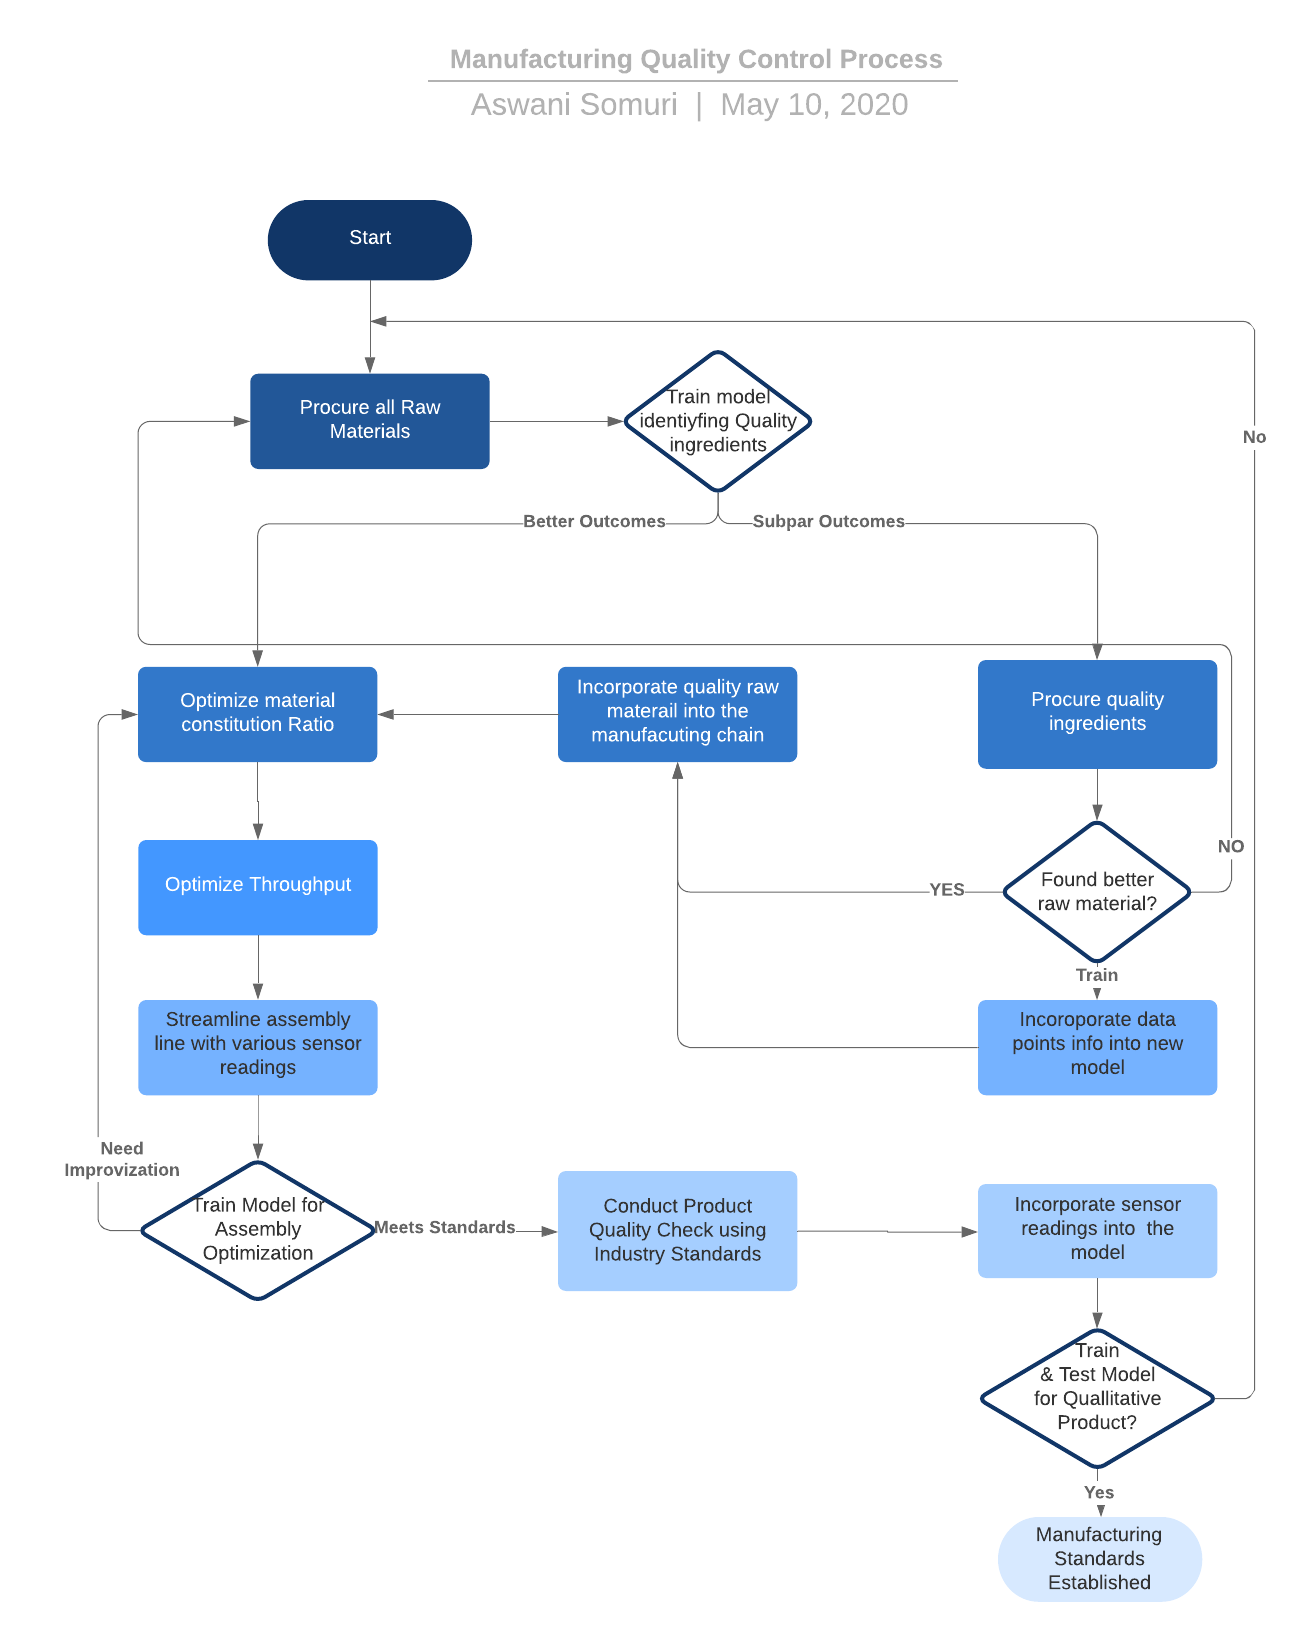 Manufacturing Quality Control Process
Aswani Somuri | May 10, 2020
Start
Procure all Raw
Materials
Train model
identiyfing Quality
ingredients
No
Better Outcomes
Subpar Outcomes
Optimize material
constitution Ratio
Incorporate quality raw
materail into the
manufacuting chain
Procure quality
ingredients
NO
Optimize Throughput
YES
Found better
raw material?
Train
Streamline assembly
line with various sensor
readings
Incoroporate data
points info into new
model
Need
Improvization
Train Model for
Assembly
Optimization
Meets Standards
Conduct Product
Quality Check using
Industry Standards
Incorporate sensor
readings into the
model
Train
& Test Model
for Quallitative
Product?
Yes
Manufacturing
Standards
Established